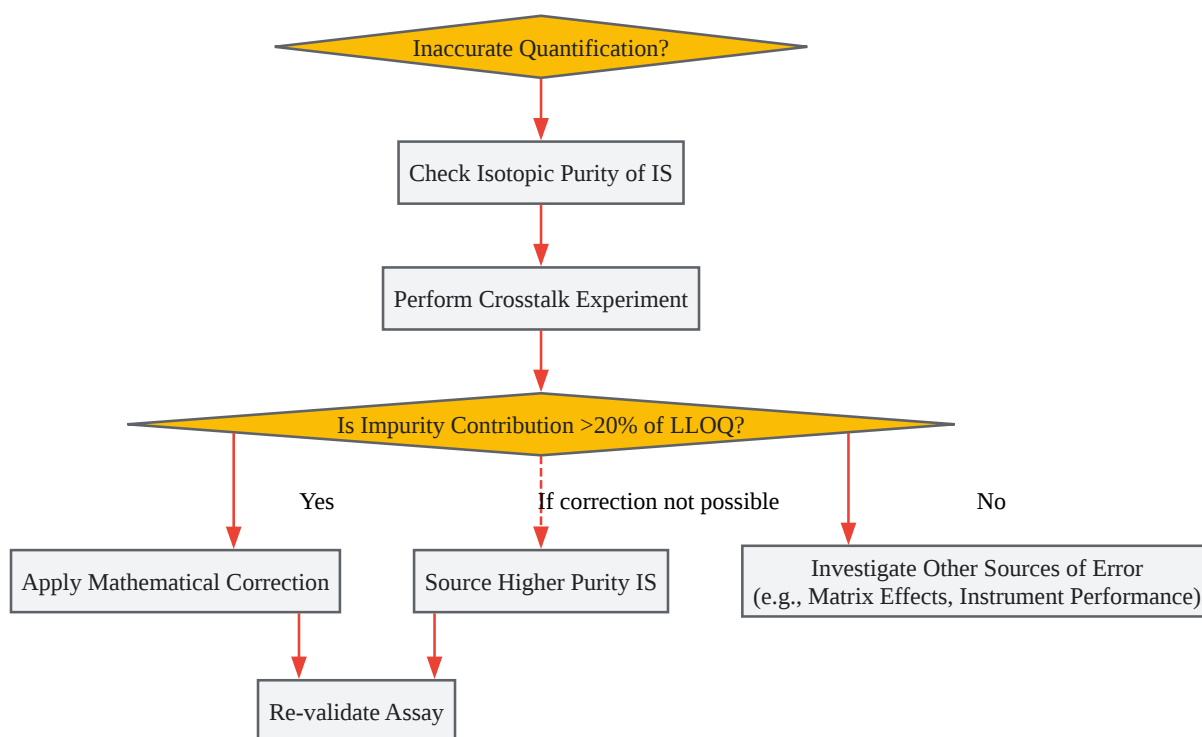 Inaccurate Quantification?
Check Isotopic Purity of IS
Perform Crosstalk Experiment
Is Impurity Contribution >20% of LLOQ?
Yes
If correction not possible
No
Apply Mathematical Correction
Source Higher Purity IS
Investigate Other Sources of Error
(e.g., Matrix Effects, Instrument Performance)
Re-validate Assay